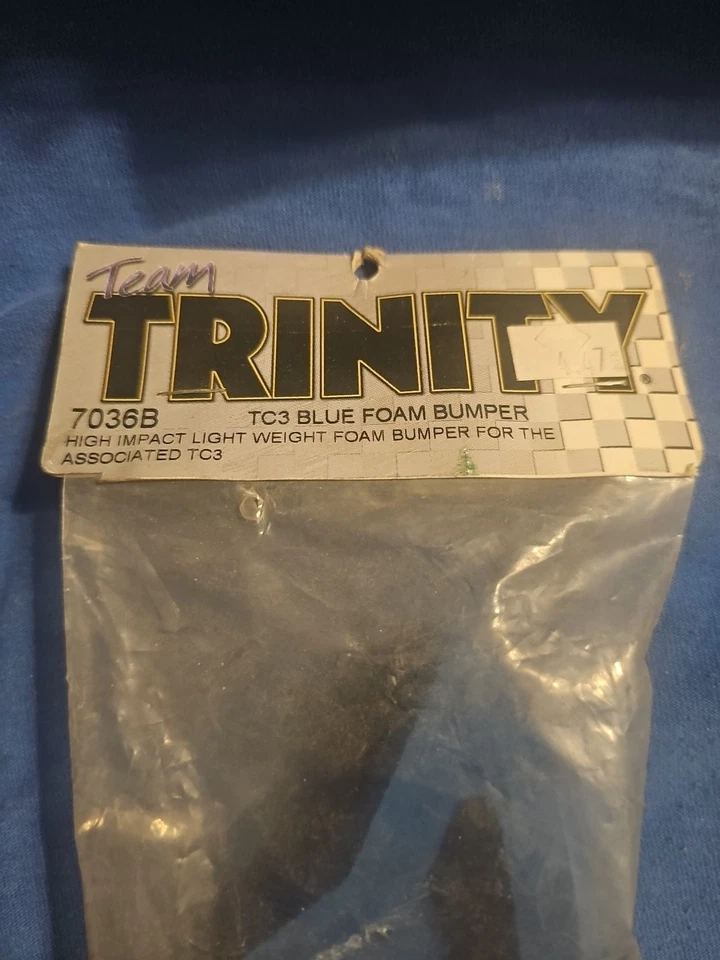 Team
TRINITY
7036B TC3 BLUE FOAM BUMPER
HIGH IMPACT LIGHT WEIGHT FOAM BUMPER FOR THE
ASSOCIATED TC3